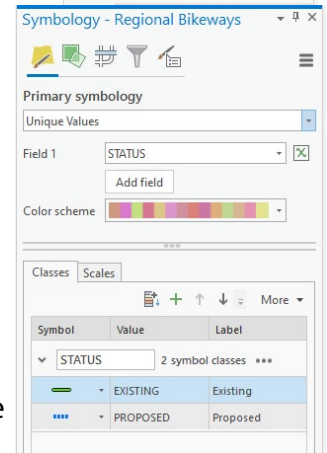 Symbology - Regional Bikeways
Primary symbology
Unique Values
Field 1 STATUS
Add field
Color scheme
Classes Scales
More
Symbol Value Label
STATUS 2 symbol classes
EXISTING Existing
e PROPOSED Proposed